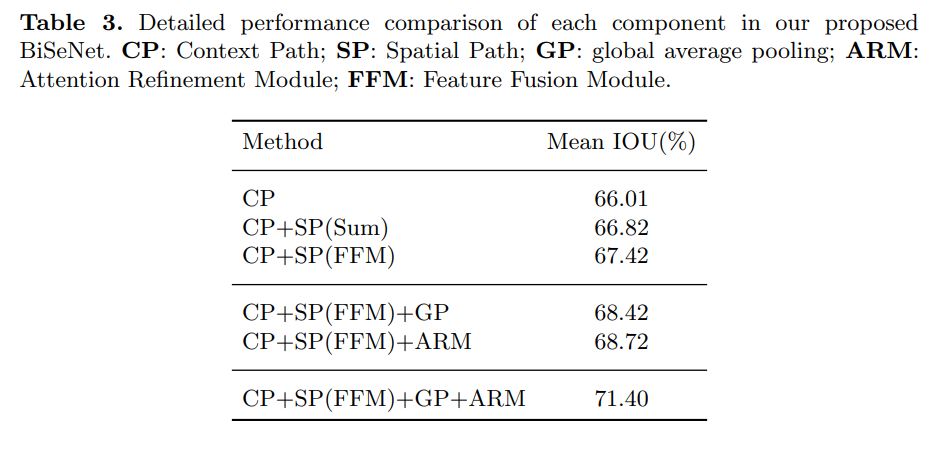 Table 3. Detailed performance comparison of each component in our proposed
BiSeNet. CP: Context Path; SP: Spatial Path; GP: global average pooling; ARM:
Attention Refinement Module; FFM: Feature Fusion Module.
Method Mean IOU(%)
CP 66.01
CP+SP(Sum) 66.82
CP+SP(FFM) 67.42
CP+SP(FFM)+GP 68.42
CP+SP(FFM)+ARM 68.72
CP+SP(FFM)+GP+ARM 71.40